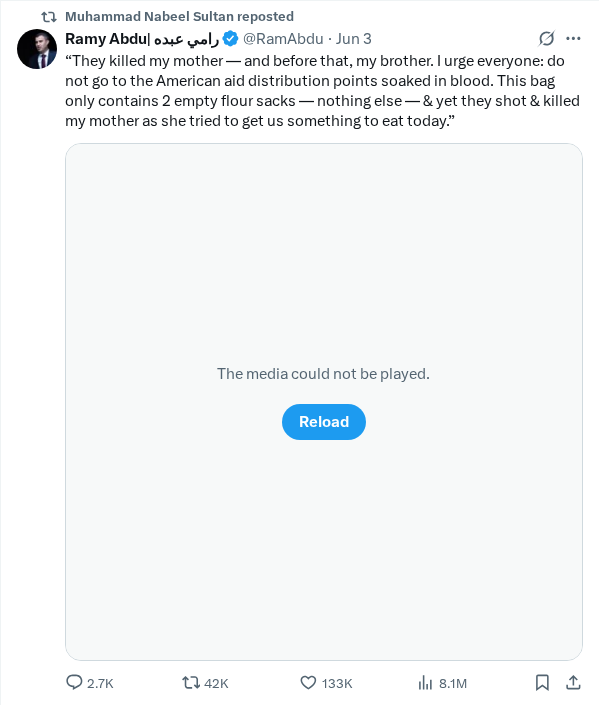 Muhammad Nabeel Sultan reposted
Ramy Abdu| رامي عبده @RamAbdu · Jun 3
“They killed my mother — and before that, my brother. I urge everyone: do
not go to the American aid distribution points soaked in blood. This bag
only contains 2 empty flour sacks — nothing else — & yet they shot & killed
my mother as she tried to get us something to eat today.”
The media could not be played.
Reload
2.7K 42K 133K 8.1M